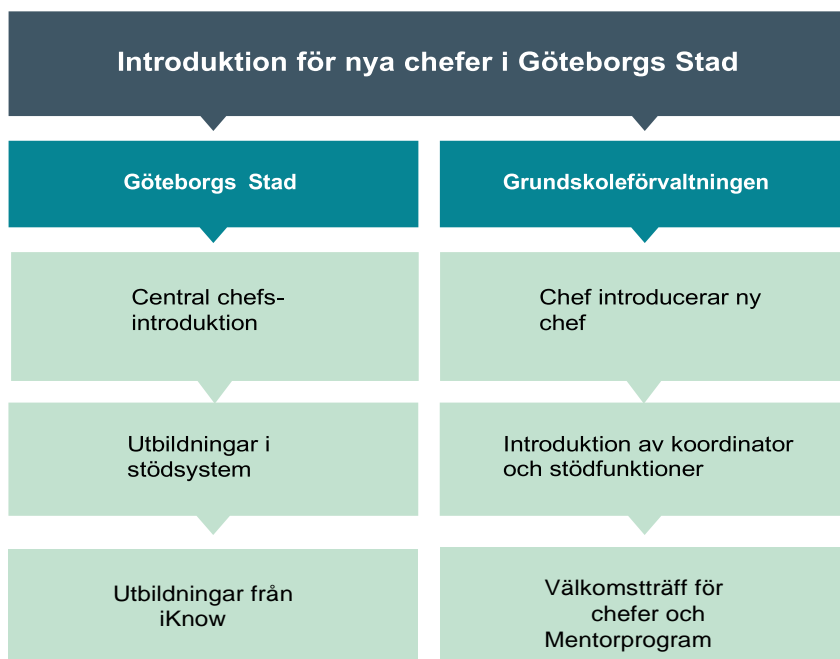 Introduktion för nya chefer i Göteborgs Stad
Göteborgs Stad
Central chefs-
introduktion
Utbildningar i
stödsystem
Utbildningar från
iKnow
Grundskoleförvaltningen
Chef introducerar ny
chef
Introduktion av koordinator
och stödfunktioner
Välkomstträff för
chefer och
Mentorprogram